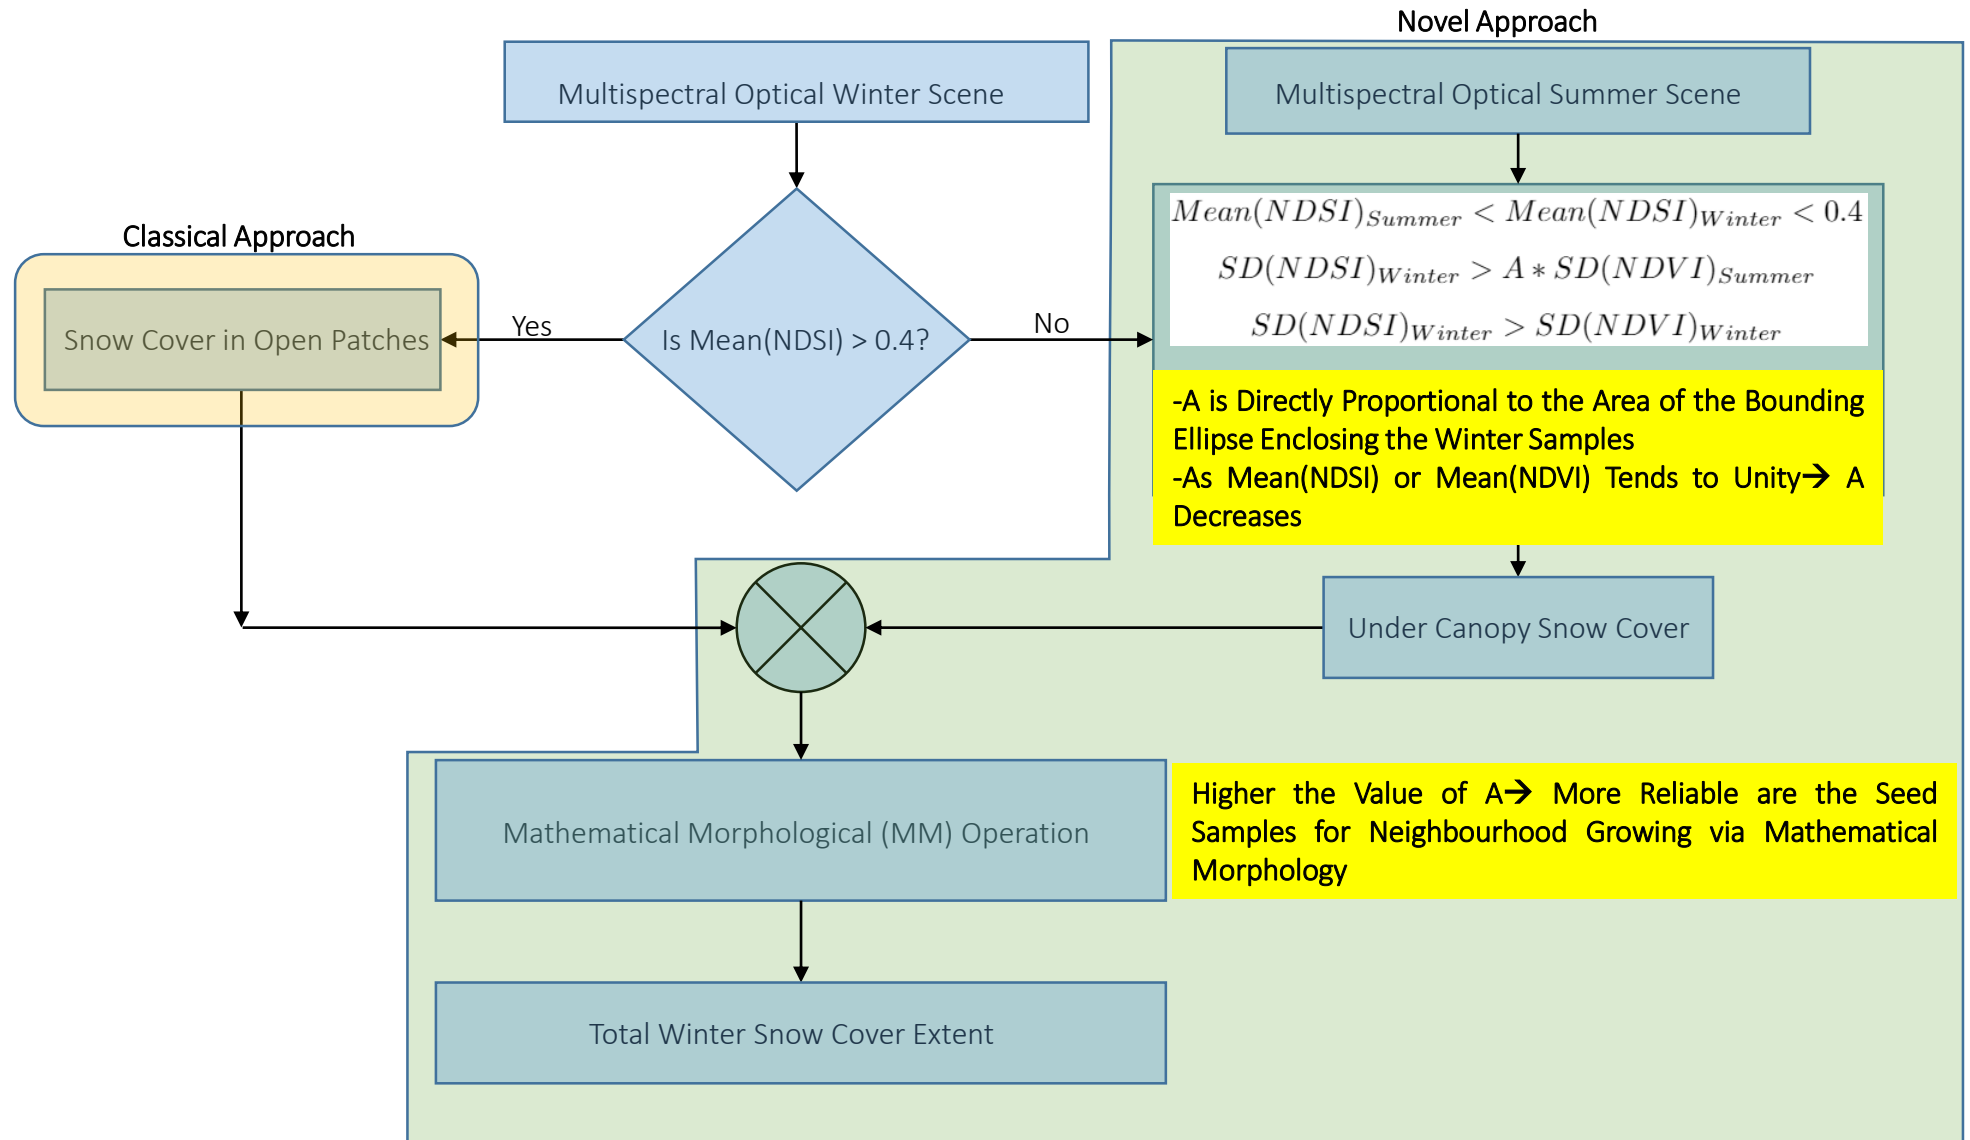 Novel Approach
Multispectral Optical Winter Scene
Multispectral Optical Summer Scene
Mean(NDSI)_{Summer} < Mean(NDSI)_{Winter} < 0.4
SD(NDSI)_{Winter} > A * SD(NDVI)_{Summer}
SD(NDSI)_{Winter} > SD(NDVI)_{Winter}
Classical Approach
Snow Cover in Open Patches
Yes
Is Mean(NDSI) > 0.4?
No
-A is Directly Proportional to the Area of the Bounding
Ellipse Enclosing the Winter Samples
-As Mean(NDSI) or Mean(NDVI) Tends to Unity→ A
Decreases
Under Canopy Snow Cover
Mathematical Morphological (MM) Operation
Higher the Value of A→ More Reliable are the Seed
Samples for Neighbourhood Growing via Mathematical
Morphology
Total Winter Snow Cover Extent